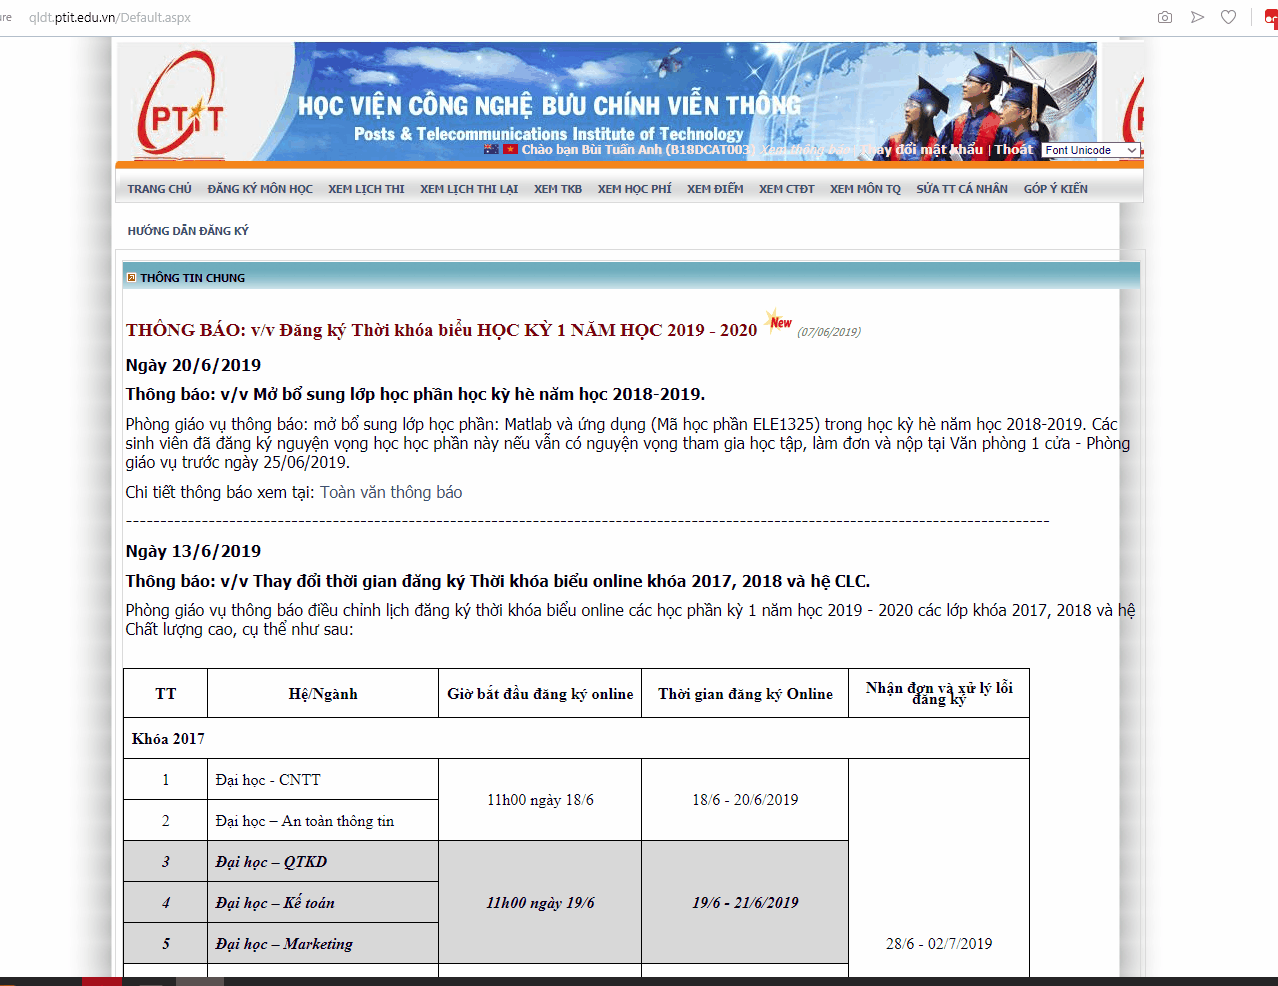 ure qldt.ptit.edu.vn/Default.aspx
PTIT
HỌC VIỆN CÔNG NGHỆ BƯU CHÍNH VIỄN THÔNG
Posts & Telecommunications Institute of Technology
Chào bạn Bùi Tuấn Anh (B18DCAT003) Xem thông báo | Thay đổi mật khẩu | Thoát Font Unicode
TRANG CHỦ ĐĂNG KÝ MÔN HỌC XEM LỊCH THI XEM LỊCH THI LẠI XEM TKB XEM HỌC PHÍ XEM ĐIỂM XEM CTĐT XEM MÔN TQ SỬA TT CÁ NHÂN GÓP Ý KIẾN
HƯỚNG DẪN ĐĂNG KÝ
THÔNG TIN CHUNG
THÔNG BÁO: v/v Đăng ký Thời khóa biểu HỌC KỲ 1 NĂM HỌC 2019 - 2020 New (07/06/2019)
Ngày 20/6/2019
Thông báo: v/v Mở bổ sung lớp học phần học kỳ hè năm học 2018-2019.
Phòng giáo vụ thông báo: mở bổ sung lớp học phần: Matlab và ứng dụng (Mã học phần ELE1325) trong học kỳ hè năm học 2018-2019. Các
sinh viên đã đăng ký nguyện vọng học học phần này nếu vẫn có nguyện vọng tham gia học tập, làm đơn và nộp tại Văn phòng 1 cửa - Phòng
giáo vụ trước ngày 25/06/2019.
Chi tiết thông báo xem tại: Toàn văn thông báo
Ngày 13/6/2019
Thông báo: v/v Thay đổi thời gian đăng ký Thời khóa biểu online khóa 2017, 2018 và hệ CLC.
Phòng giáo vụ thông báo điều chỉnh lịch đăng ký thời khóa biểu online các học phần kỳ 1 năm học 2019 - 2020 các lớp khóa 2017, 2018 và hệ
Chất lượng cao, cụ thể như sau:
TT Hệ/Ngành Giờ bắt đầu đăng ký online Thời gian đăng ký Online Nhận đơn và xử lý lỗi
đăng ký
Khóa 2017
1 Đại học - CNTT
11h00 ngày 18/6 18/6 - 20/6/2019
2 Đại học – An toàn thông tin
3 Đại học – QTKD
4 Đại học – Kế toán 11h00 ngày 19/6 19/6 - 21/6/2019
5 Đại học – Marketing 28/6 - 02/7/2019